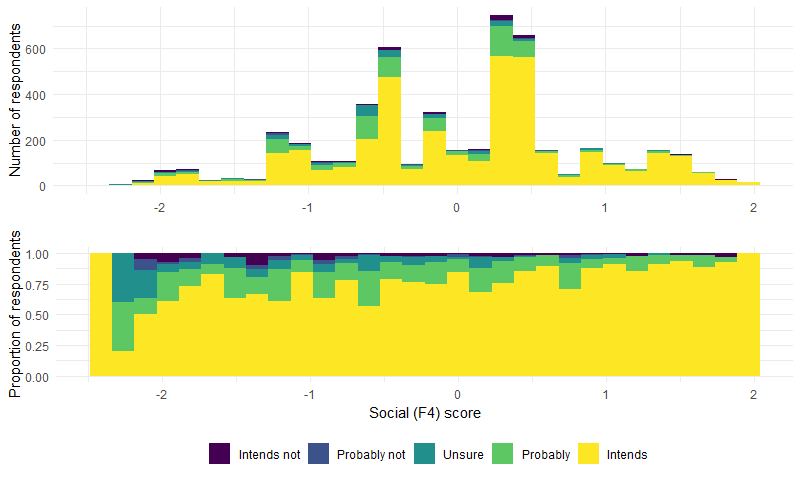 Number of respondents
600
400
200
0
-2
-1
0
1
2
Proportion of respondents
1.00
0.75
0.50
0.25
0.00
-2
-1
0
1
2
Social (F4) score
Intends not
Probably not
Unsure
Probably
Intends